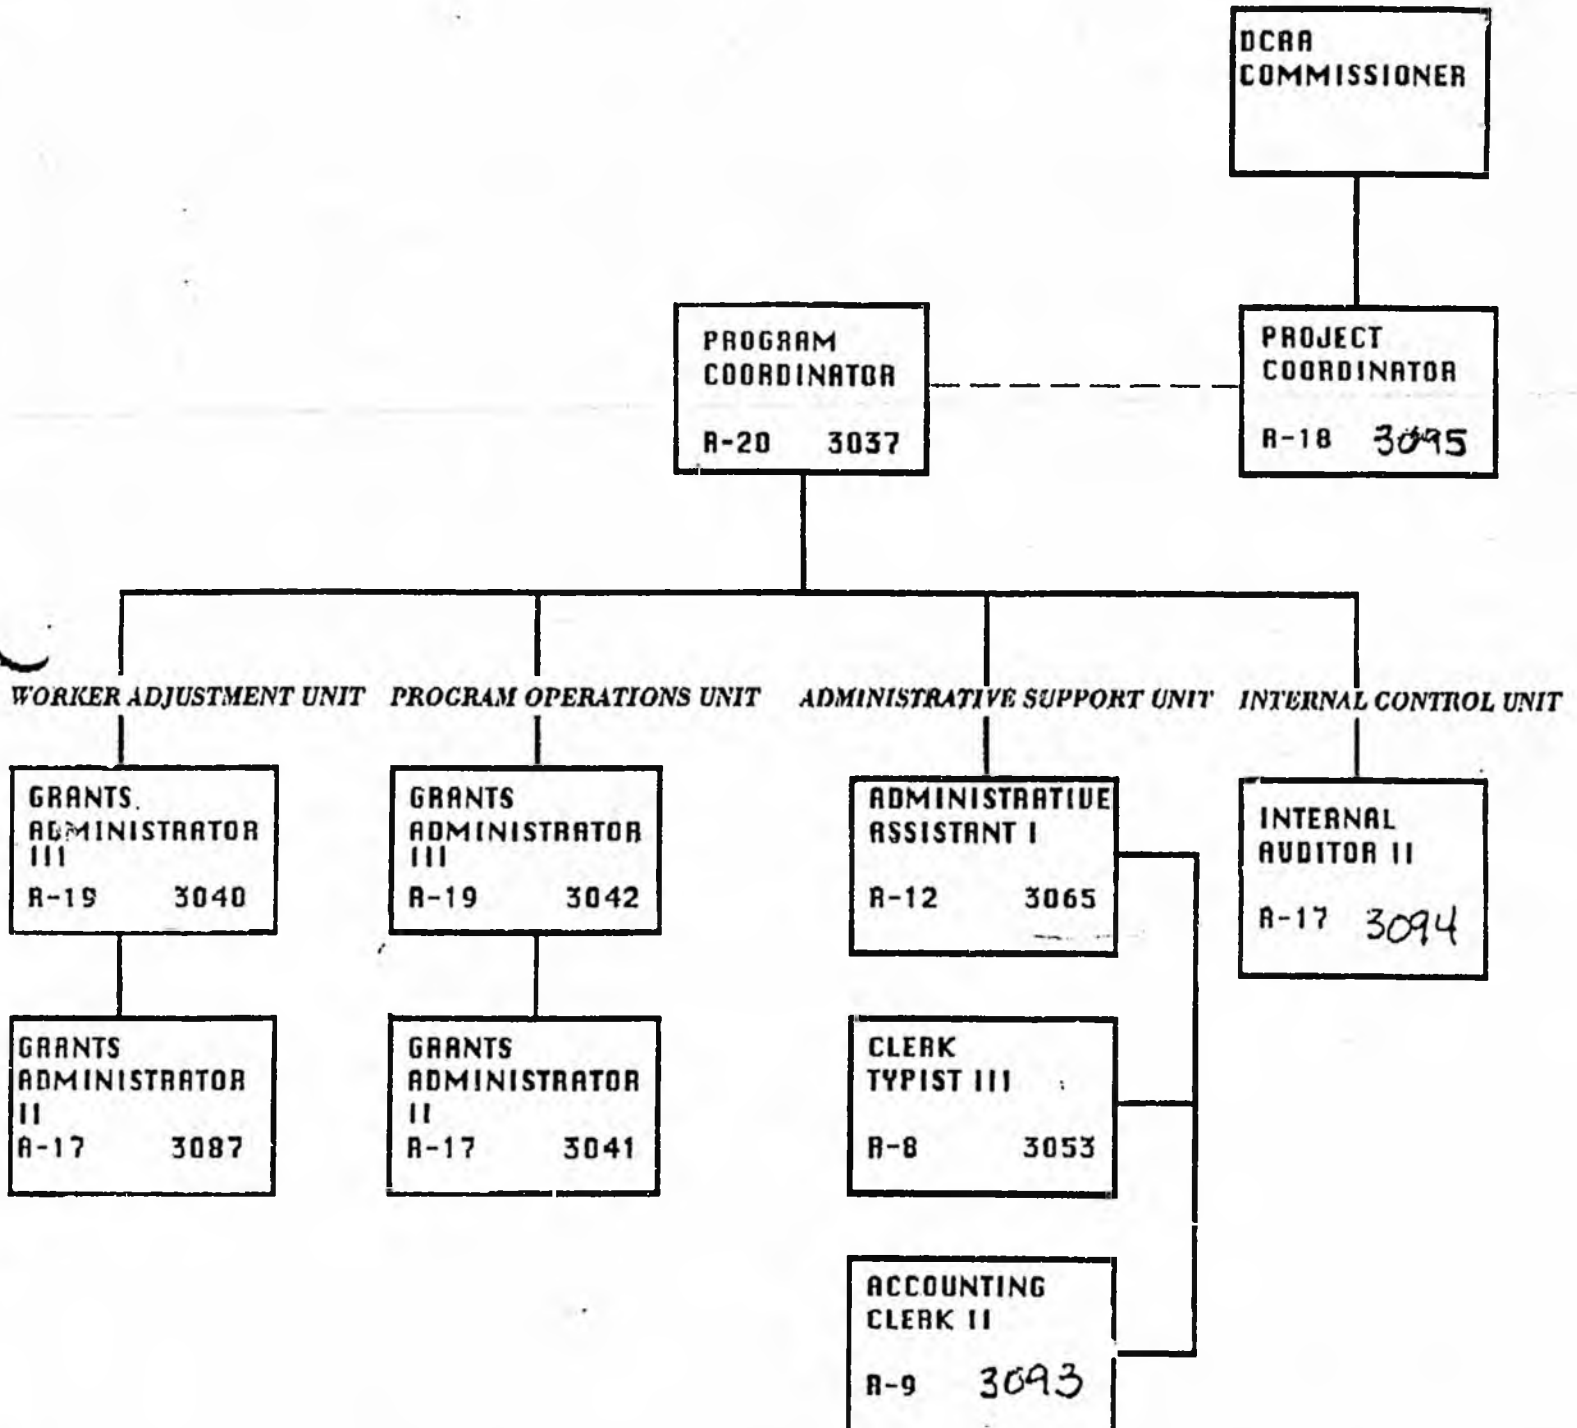 DCRA
COMMISSIONER
PROGRAM
COORDINATOR
R-20 3037
PROJECT
COORDINATOR
R-18 3095
WORKER ADJUSTMENT UNIT
PROGRAM OPERATIONS UNIT
ADMINISTRATIVE SUPPORT UNIT
INTERNAL CONTROL UNIT
GRANTS
ADMINISTRATOR
III
R-19 3040
GRANTS
ADMINISTRATOR
III
R-19 3042
ADMINISTRATIVE
ASSISTANT I
R-12 3065
INTERNAL
AUDITOR II
R-17 3094
GRANTS
ADMINISTRATOR
II
R-17 3087
GRANTS
ADMINISTRATOR
II
R-17 3041
CLERK
TYPIST III
R-8 3053
ACCOUNTING
CLERK II
R-9 3093